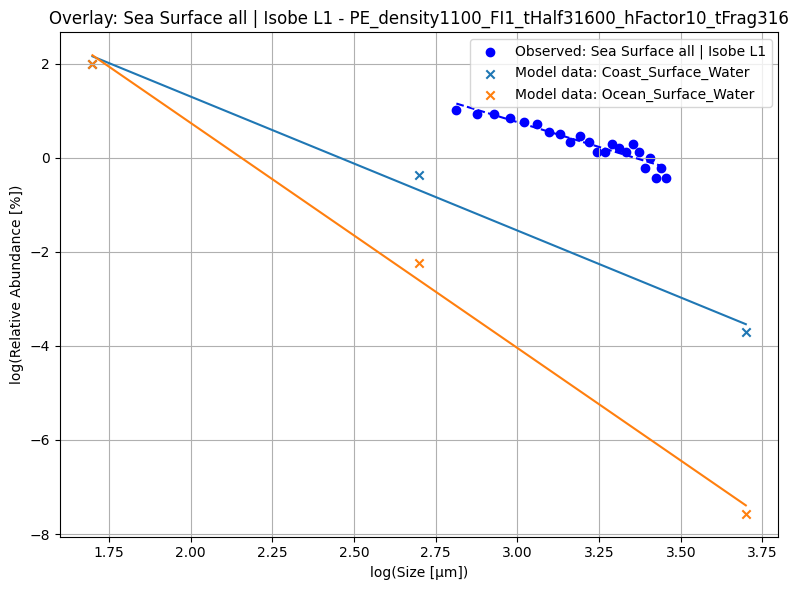 Overlay: Sea Surface all | Isobe L1 - PE_density1100_FI1_tHalf31600_hFactor10_tFrag316
Observed: Sea Surface all | Isobe L1
Model data: Coast_Surface_Water
Model data: Ocean_Surface_Water
log(Relative Abundance [%])
2
0
−2
−4
−6
−8
1.75
2.00
2.25
2.50
2.75
3.00
3.25
3.50
3.75
log(Size [μm])